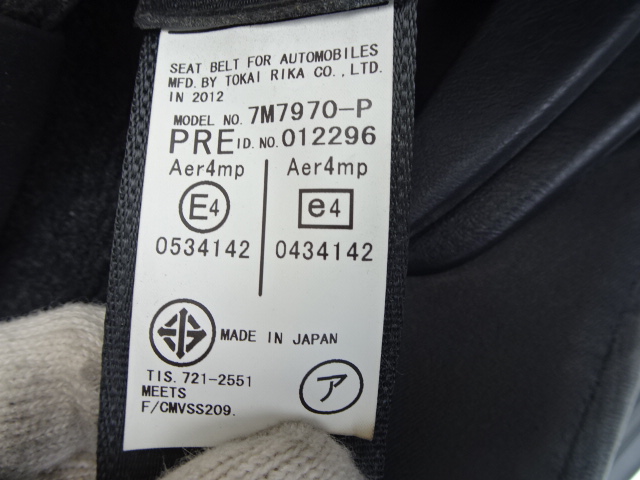 SEAT BELT FOR AUTOMOBILES
MFD. BY TOKAI RIKA CO., LTD.
IN 2012
MODEL NO. 7M7970-P
PRE ID. NO. 012296
Aer4mp Aer4mp
E4 e4
0534142 0434142
MADE IN JAPAN
TIS. 721-2551
MEETS
F/CMVSS209.
ア